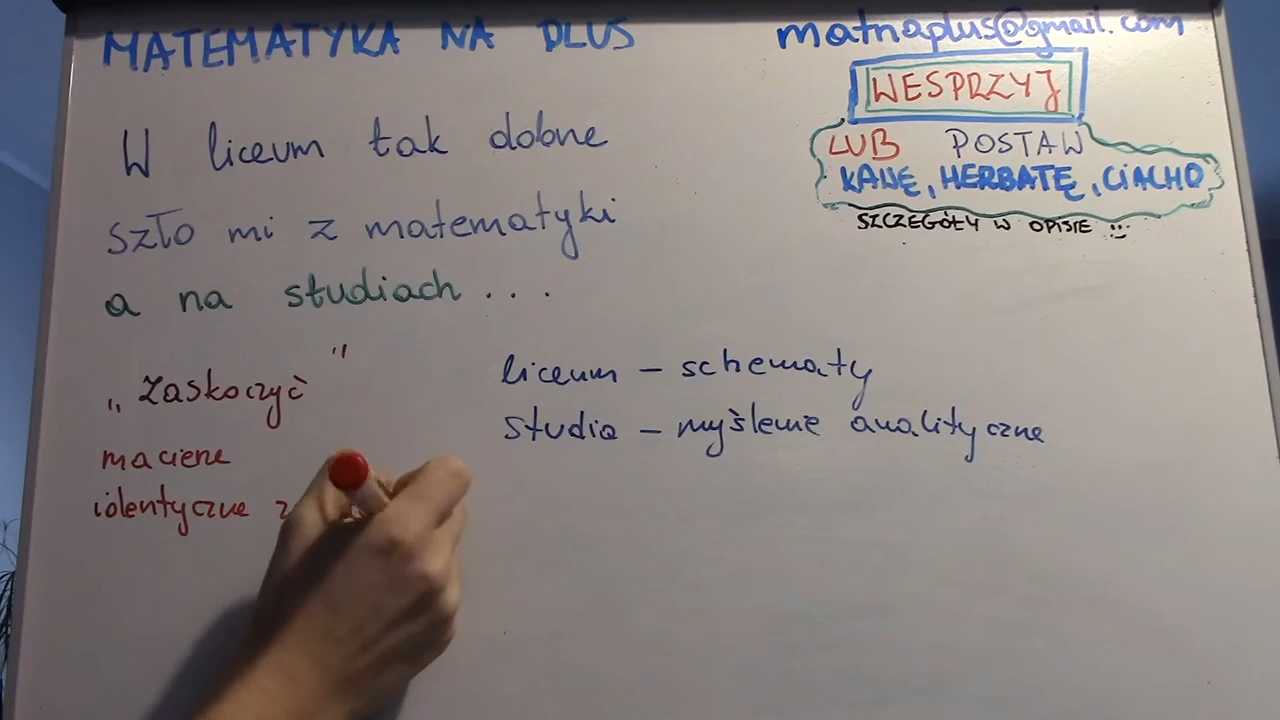 MATEMATYKA NA PLUS
matnaplus@gmail.com
WESPRZYJ
LUB POSTAW
KAWĘ, HERBATĘ, CIACHO
SZCZEGÓŁY W OPISIE :)
W liceum tak dobrze
szło mi z matematyki
a na studiach...
„Zaskoczyć"
macierze
identyczne z
liceum - schematy
studia - myślenie analityczne